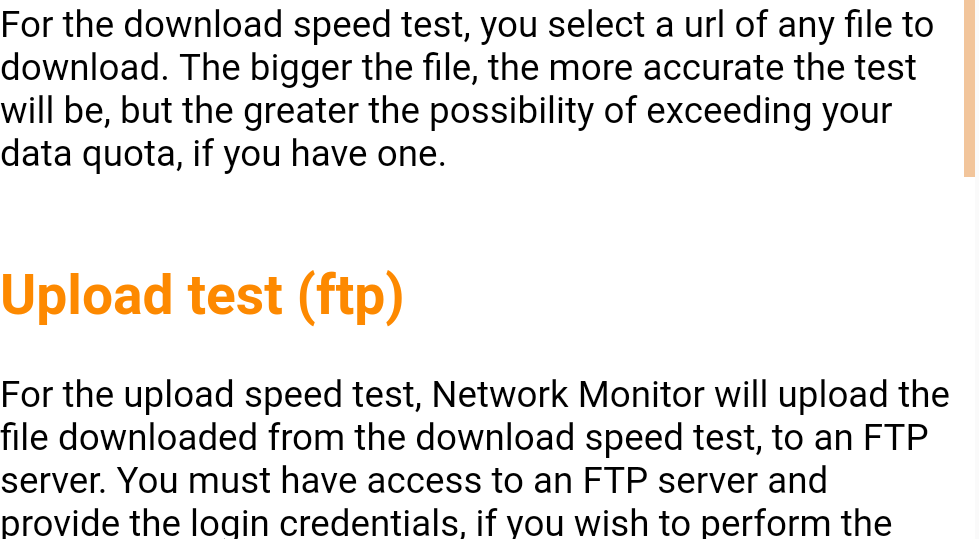 For the download speed test, you select a url of any file to
download. The bigger the file, the more accurate the test
will be, but the greater the possibility of exceeding your
data quota, if you have one.
Upload test (ftp)
For the upload speed test, Network Monitor will upload the
file downloaded from the download speed test, to an FTP
server. You must have access to an FTP server and
provide the login credentials, if you wish to perform the